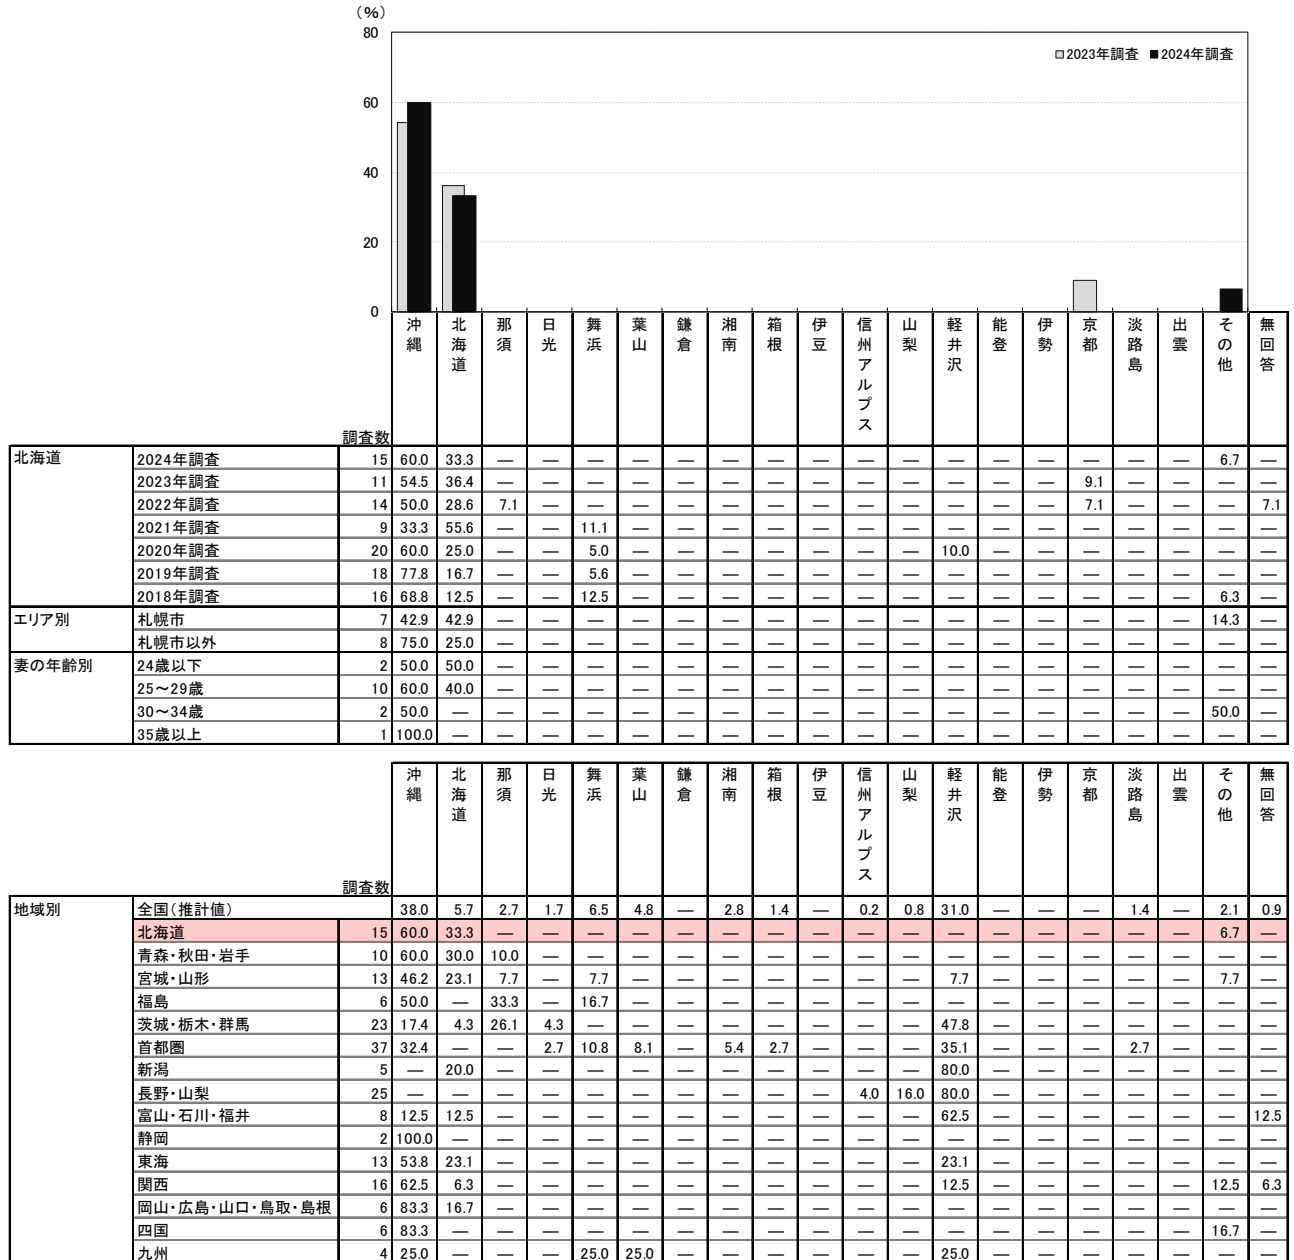 (%)
80
60
40
20
0
□2023年調査 ■2024年調査
調査数 沖縄 北海道 那須 日光 舞浜 葉山 鎌倉 湘南 箱根 伊豆 信州アルプス 山梨 軽井沢 能登 伊勢 京都 淡路島 出雲 その他 無回答
北海道 2024年調査 15 60.0 33.3 — — — — — — — — — — — — — — — — 6.7 —
2023年調査 11 54.5 36.4 — — — — — — — — — — — — — 9.1 — — — —
2022年調査 14 50.0 28.6 7.1 — — — — — — — — — — — — 7.1 — — — 7.1
2021年調査 9 33.3 55.6 — — 11.1 — — — — — — — — — — — — — — —
2020年調査 20 60.0 25.0 — — 5.0 — — — — — — — 10.0 — — — — — — —
2019年調査 18 77.8 16.7 — — 5.6 — — — — — — — — — — — — — — —
2018年調査 16 68.8 12.5 — — 12.5 — — — — — — — — — — — — — 6.3 —
エリア別 札幌市 7 42.9 42.9 — — — — — — — — — — — — — — — — 14.3 —
札幌市以外 8 75.0 25.0 — — — — — — — — — — — — — — — — — —
妻の年齢別 24歳以下 2 50.0 50.0 — — — — — — — — — — — — — — — — — —
25～29歳 10 60.0 40.0 — — — — — — — — — — — — — — — — — —
30～34歳 2 50.0 — — — — — — — — — — — — — — — — — 50.0 —
35歳以上 1 100.0 — — — — — — — — — — — — — — — — — — —
調査数 沖縄 北海道 那須 日光 舞浜 葉山 鎌倉 湘南 箱根 伊豆 信州アルプス 山梨 軽井沢 能登 伊勢 京都 淡路島 出雲 その他 無回答
地域別 全国(推計値) 38.0 5.7 2.7 1.7 6.5 4.8 — 2.8 1.4 — 0.2 0.8 31.0 — — — 1.4 — 2.1 0.9
北海道 15 60.0 33.3 — — — — — — — — — — — — — — — — 6.7 —
青森・秋田・岩手 10 60.0 30.0 10.0 — — — — — — — — — — — — — — — — —
宮城・山形 13 46.2 23.1 7.7 — 7.7 — — — — — — — 7.7 — — — — — 7.7 —
福島 6 50.0 — 33.3 — 16.7 — — — — — — — — — — — — — — —
茨城・栃木・群馬 23 17.4 4.3 26.1 4.3 — — — — — — — — 47.8 — — — — — — —
首都圏 37 32.4 — — 2.7 10.8 8.1 — 5.4 2.7 — — — 35.1 — — — 2.7 — — —
新潟 5 — 20.0 — — — — — — — — — — 80.0 — — — — — — —
長野・山梨 25 — — — — — — — — — — 4.0 16.0 80.0 — — — — — — —
富山・石川・福井 8 12.5 12.5 — — — — — — — — — — 62.5 — — — — — — 12.5
静岡 2 100.0 — — — — — — — — — — — — — — — — — — —
東海 13 53.8 23.1 — — — — — — — — — — 23.1 — — — — — — —
関西 16 62.5 6.3 — — — — — — — — — — 12.5 — — — — — 12.5 6.3
岡山・広島・山口・鳥取・島根 6 83.3 16.7 — — — — — — — — — — — — — — — — — —
四国 6 83.3 — — — — — — — — — — — — — — — — — 16.7 —
九州 4 25.0 — — — 25.0 25.0 — — — — — — 25.0 — — — — — — —